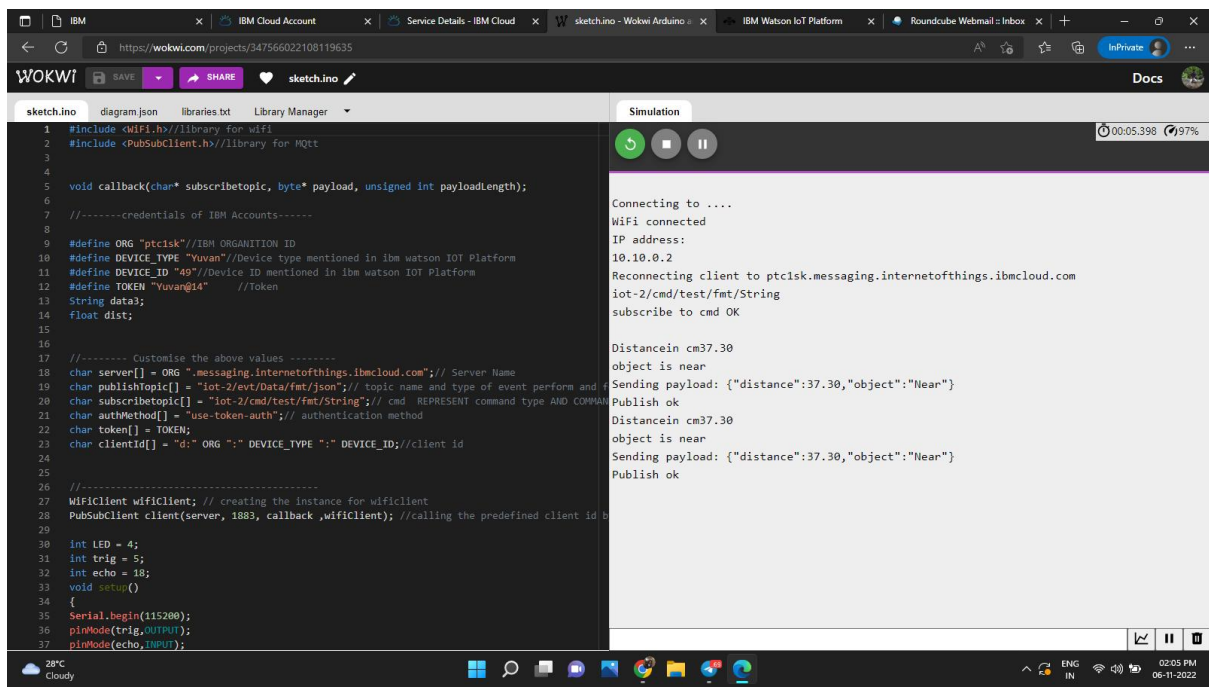 IBM
IBM Cloud Account
Service Details - IBM Cloud
sketch.ino - Wokwi Arduino a
IBM Watson IoT Platform
Roundcube Webmail :: Inbox
https://wokwi.com/projects/347566022108119635
InPrivate
WOKWI
SAVE
SHARE
sketch.ino
Docs
sketch.ino diagram.json libraries.txt Library Manager
1 #include <WiFi.h>//library for wifi
2 #include <PubSubClient.h>//library for MQtt
3
4
5 void callback(char* subscribetopic, byte* payload, unsigned int payloadLength);
6
7 //-------credentials of IBM Accounts------
8
9 #define ORG "ptc1sk"//IBM ORGANITION ID
10 #define DEVICE_TYPE "Yuvan"//Device type mentioned in ibm watson IOT Platform
11 #define DEVICE_ID "49"//Device ID mentioned in ibm watson IOT Platform
12 #define TOKEN "Yuvan@14" //Token
13 String data3;
14 float dist;
15
16
17 //-------- Customise the above values --------
18 char server[] = ORG ".messaging.internetofthings.ibmcloud.com";// Server Name
19 char publishTopic[] = "iot-2/evt/Data/fmt/json";// topic name and type of event perform and f
20 char subscribetopic[] = "iot-2/cmd/test/fmt/String";// cmd REPRESENT command type AND COMMAN
21 char authMethod[] = "use-token-auth";// authentication method
22 char token[] = TOKEN;
23 char clientId[] = "d:" ORG ":" DEVICE_TYPE ":" DEVICE_ID;//client id
24
25
26 //-----------------------------------------
27 WiFiClient wifiClient; // creating the instance for wificlient
28 PubSubClient client(server, 1883, callback ,wifiClient); //calling the predefined client id b
29
30 int LED = 4;
31 int trig = 5;
32 int echo = 18;
33 void setup()
34 {
35 Serial.begin(115200);
36 pinMode(trig,OUTPUT);
37 pinMode(echo,INPUT);
Simulation
00:05.398 97%
Connecting to ....
WiFi connected
IP address:
10.10.0.2
Reconnecting client to ptc1sk.messaging.internetofthings.ibmcloud.com
iot-2/cmd/test/fmt/String
subscribe to cmd OK
Distancein cm37.30
object is near
Sending payload: {"distance":37.30,"object":"Near"}
Publish ok
Distancein cm37.30
object is near
Sending payload: {"distance":37.30,"object":"Near"}
Publish ok
28°C
Cloudy
ENG
IN
02:05 PM
06-11-2022